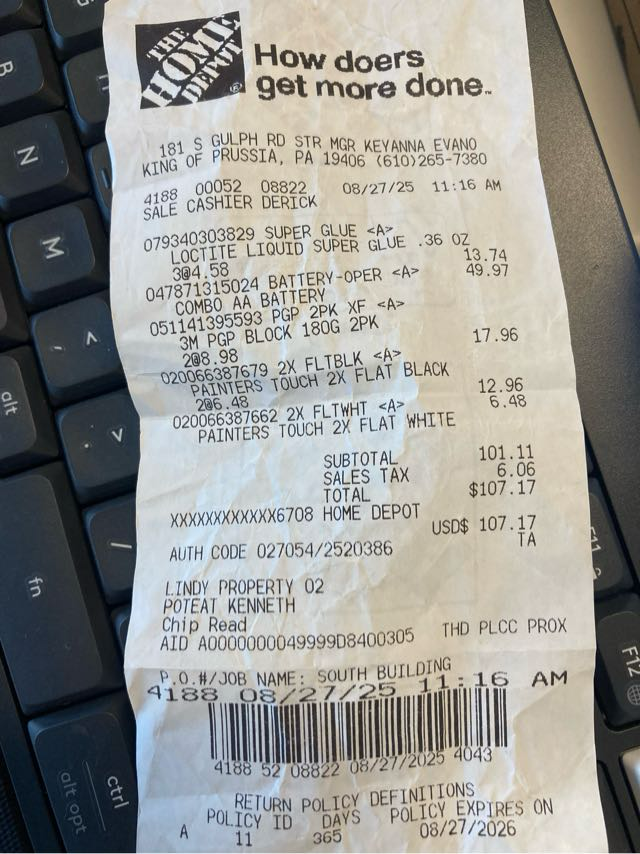 THE HOME DEPOT
How doers
get more done.
181 S GULPH RD STR MGR KEYANNA EVANO
KING OF PRUSSIA, PA 19406 (610)265-7380
4188 00052 08822 08/27/25 11:16 AM
SALE CASHIER DERICK
079340303829 SUPER GLUE <A>
LOCTITE LIQUID SUPER GLUE .36 OZ
3@4.58 13.74
047871315024 BATTERY-OPER <A> 49.97
COMBO AA BATTERY
051141395593 PGP 2PK XF <A>
3M PGP BLOCK 180G 2PK
2@8.98 17.96
020066387679 2X FLTBLK <A>
PAINTERS TOUCH 2X FLAT BLACK
2@6.48 12.96
020066387662 2X FLTWHT <A> 6.48
PAINTERS TOUCH 2X FLAT WHITE
SUBTOTAL 101.11
SALES TAX 6.06
TOTAL $107.17
XXXXXXXXXXXX6708 HOME DEPOT
USD$ 107.17
AUTH CODE 027054/2520386 TA
LINDY PROPERTY 02
POTEAT KENNETH
Chip Read
AID A0000000049999D8400305 THD PLCC PROX
P.O.#/JOB NAME: SOUTH BUILDING
4188 08/27/25 11:16 AM
4188 52 08822 08/27/2025 4043
RETURN POLICY DEFINITIONS
POLICY ID DAYS POLICY EXPIRES ON
A 11 365 08/27/2026
B
N
M
<
,
>
.
/
alt
fn
ctrl
alt opt
F11
F12